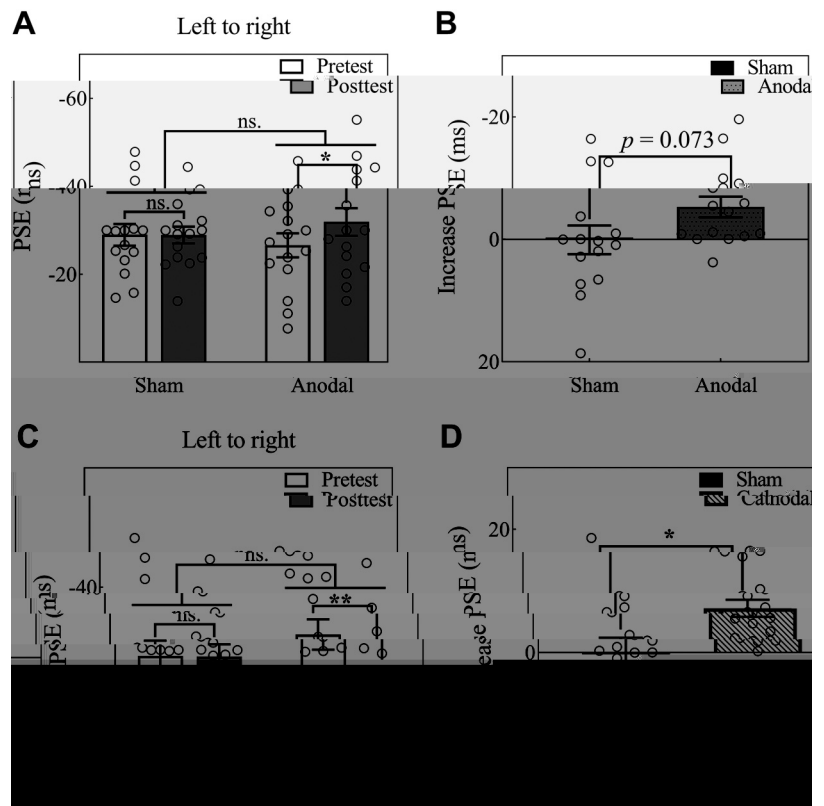 A
Left to right
Pretest
Posttest
PSE (ms)
-60
-40
-20
ns.
ns.
*
Sham
Anodal
B
Sham
Increase PSE (ms)
-20
0
20
p = 0.073
Sham
Anodal
C
Left to right
Pretest
Posttest
PSE (ms)
-40
ns.
ns.
**
D
Sham
Cathodal
PSE (ms)
20
0
*